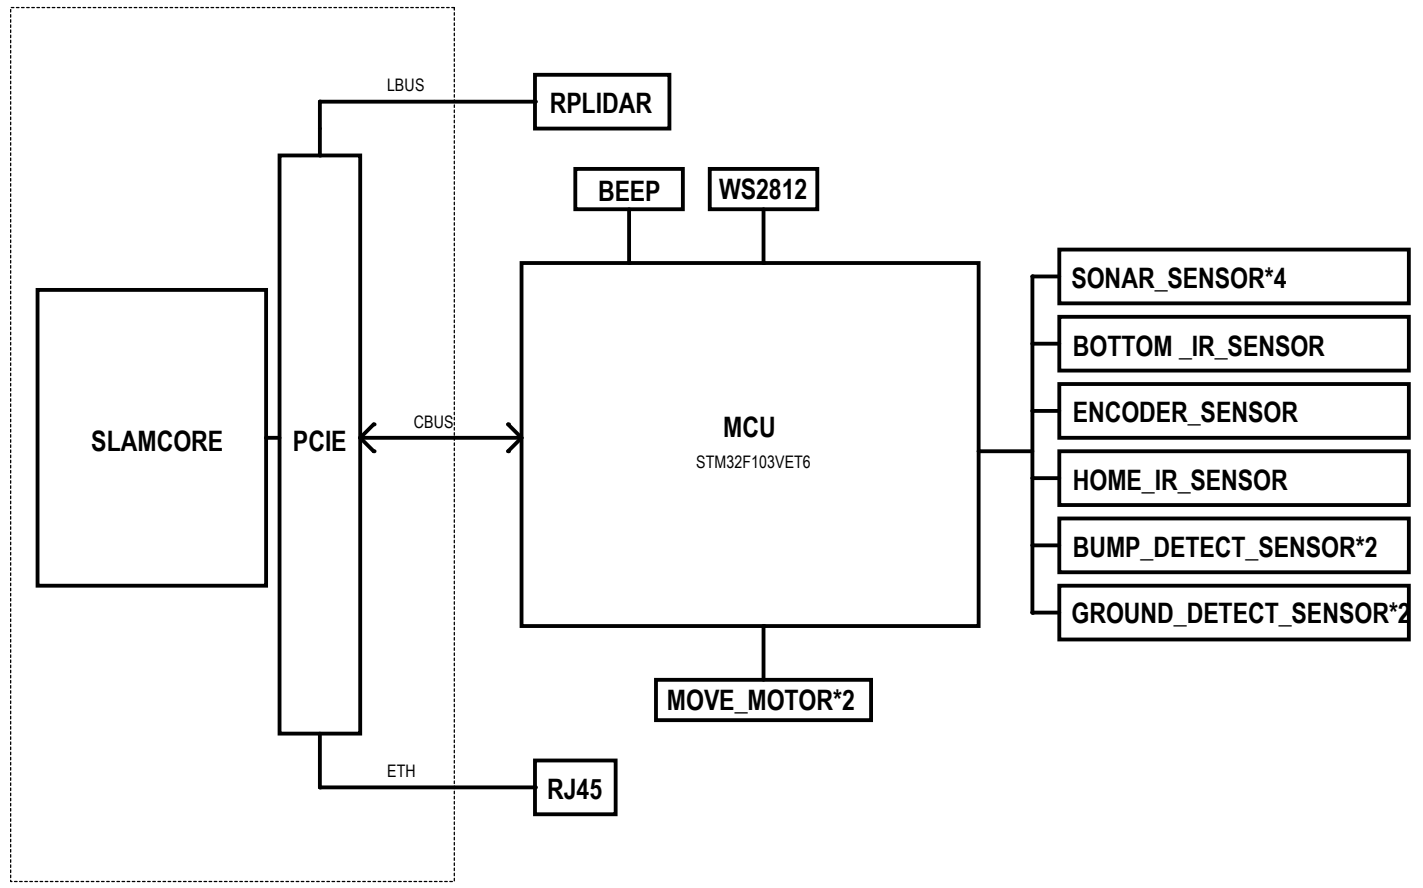 LBUS
RPLIDAR
BEEP
WS2812
SONAR_SENSOR*4
BOTTOM _IR_SENSOR
ENCODER_SENSOR
SLAMCORE
PCIE
CBUS
MCU
STM32F103VET6
HOME_IR_SENSOR
BUMP_DETECT_SENSOR*2
GROUND_DETECT_SENSOR*2
MOVE_MOTOR*2
ETH
RJ45